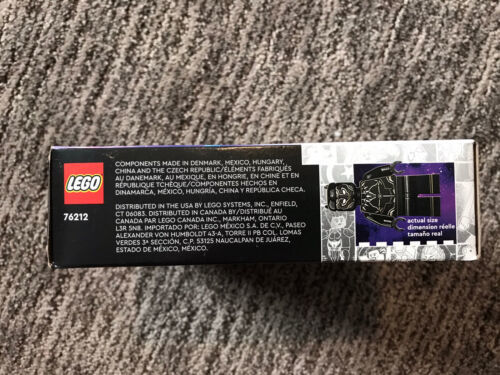 LEGO
76212
COMPONENTS MADE IN DENMARK, MEXICO, HUNGARY,
CHINA AND THE CZECH REPUBLIC/ÉLÉMENTS FABRIQUÉS
AU DANEMARK, AU MEXIQUE, EN HONGRIE, EN CHINE ET EN
RÉPUBLIQUE TCHÈQUE/COMPONENTES HECHOS EN
DINAMARCA, MÉXICO, HUNGRÍA, CHINA Y REPÚBLICA CHECA.
DISTRIBUTED IN THE USA BY LEGO SYSTEMS, INC., ENFIELD,
CT 06083. DISTRIBUTED IN CANADA BY/DISTRIBUÉ AU
CANADA PAR LEGO CANADA INC., MARKHAM, ONTARIO
L3R 5N8. IMPORTADO POR: LEGO MÉXICO S.A. DE C.V., PASEO
ALEXANDER VON HUMBOLDT 43-A, TORRE II PB COL. LOMAS
VERDES 3ª SECCIÓN, C.P. 53125 NAUCALPAN DE JUÁREZ,
ESTADO DE MÉXICO, MÉXICO.
actual size
dimension réelle
tamaño real